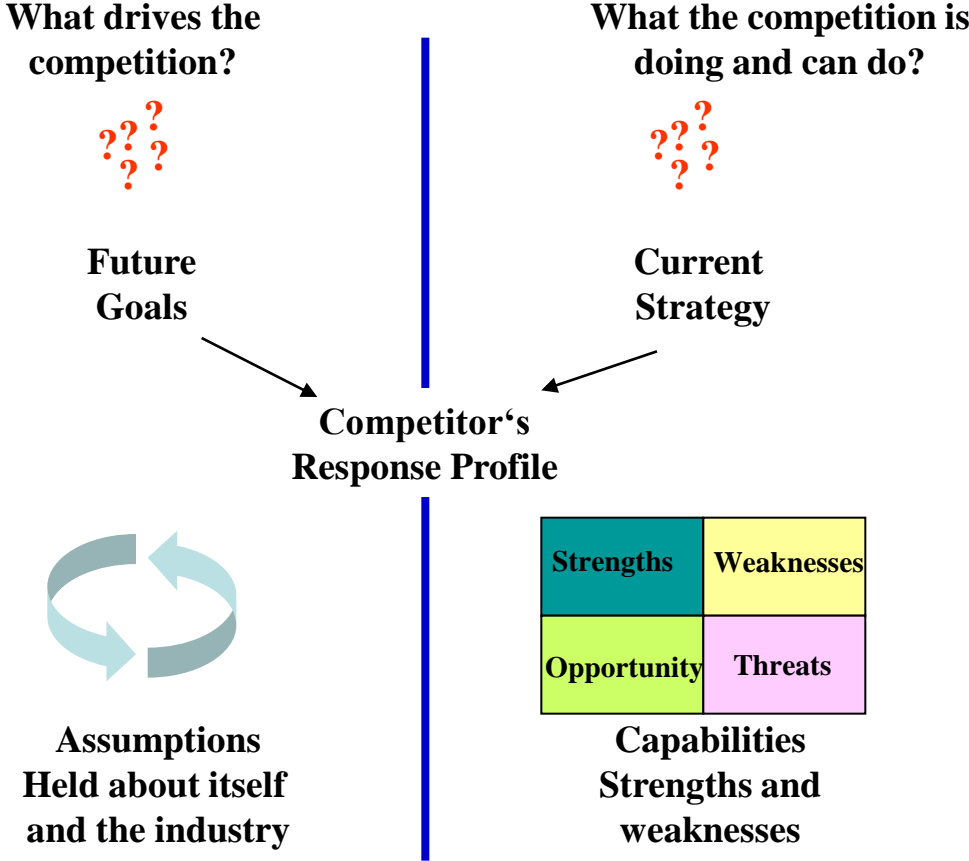 What drives the
competition?
What the competition is
doing and can do?
? ? ? ? ?
? ? ? ? ?
Future
Goals
Current
Strategy
Competitor‘s
Response Profile
Strengths
Weaknesses
Opportunity
Threats
Assumptions
Held about itself
and the industry
Capabilities
Strengths and
weaknesses